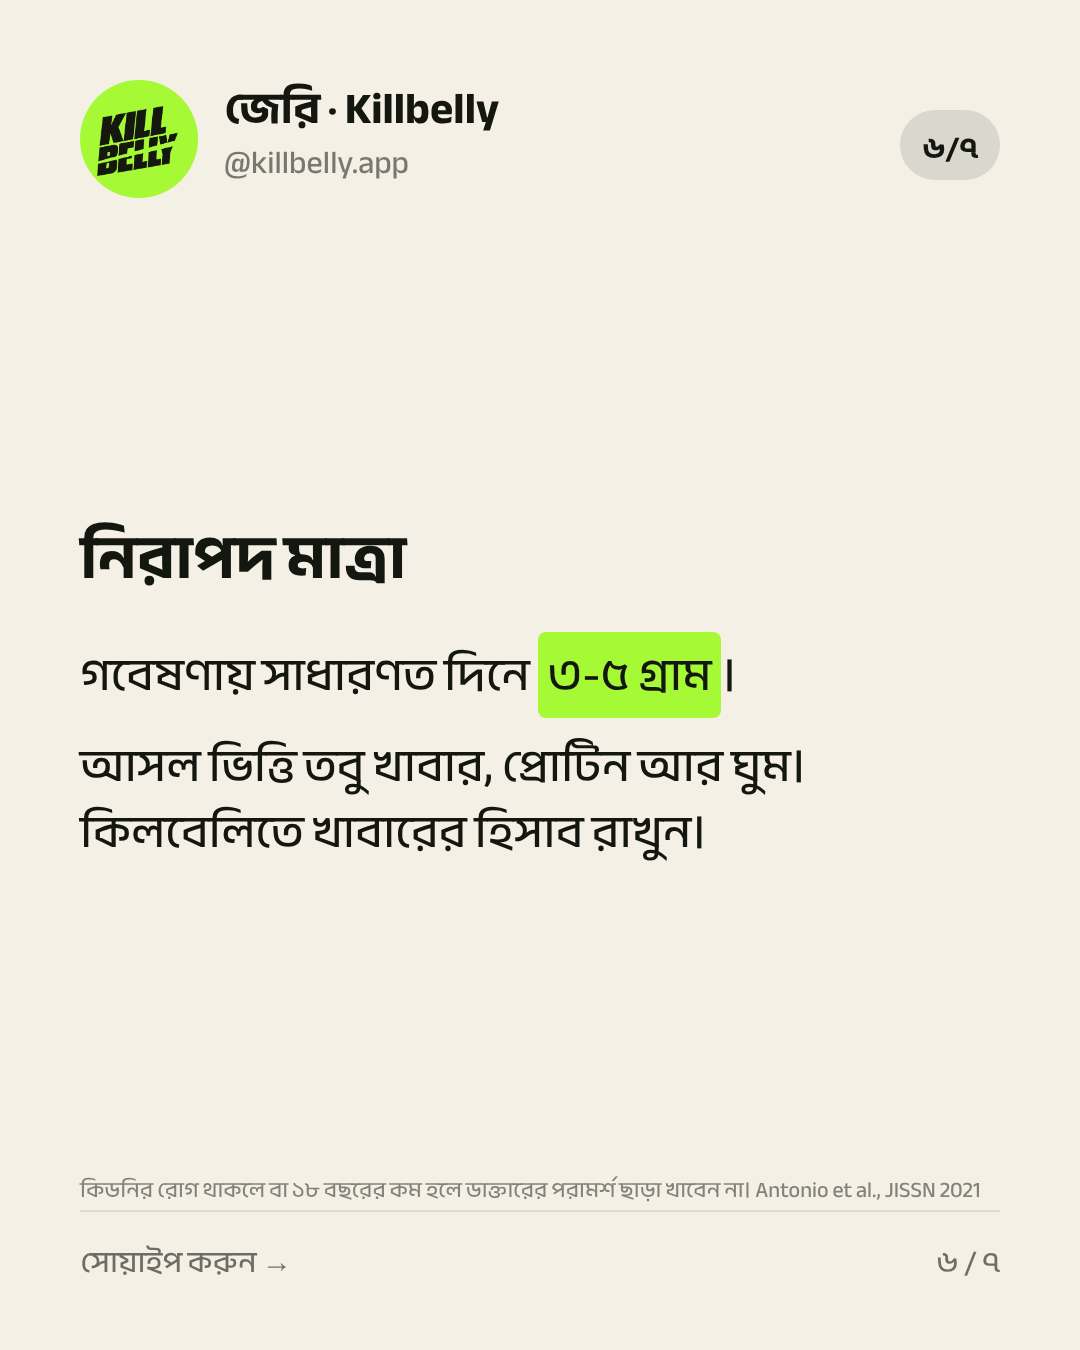 KILL
BELLY
জেরি · Killbelly
@killbelly.app
৬/৭
নিরাপদ মাত্রা
গবেষণায় সাধারণত দিনে ৩-৫ গ্রাম।
আসল ভিত্তি তবু খাবার, প্রোটিন আর ঘুম।
কিলবেলিতে খাবারের হিসাব রাখুন।
কিডনির রোগ থাকলে বা ১৮ বছরের কম হলে ডাক্তারের পরামর্শ ছাড়া খাবেন না। Antonio et al., JISSN 2021
সোয়াইপ করুন →
৬ / ৭